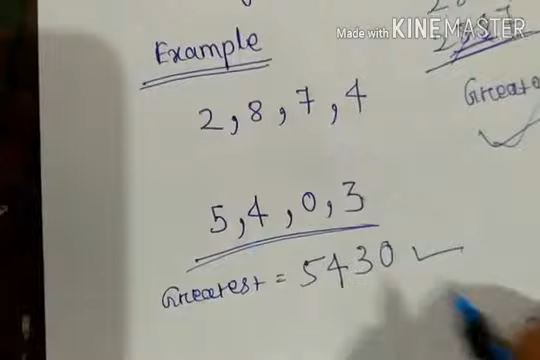 Made with KINEMASTER
Example
2, 8, 7, 4
5, 4, 0, 3
Greatest = 5430 ✓